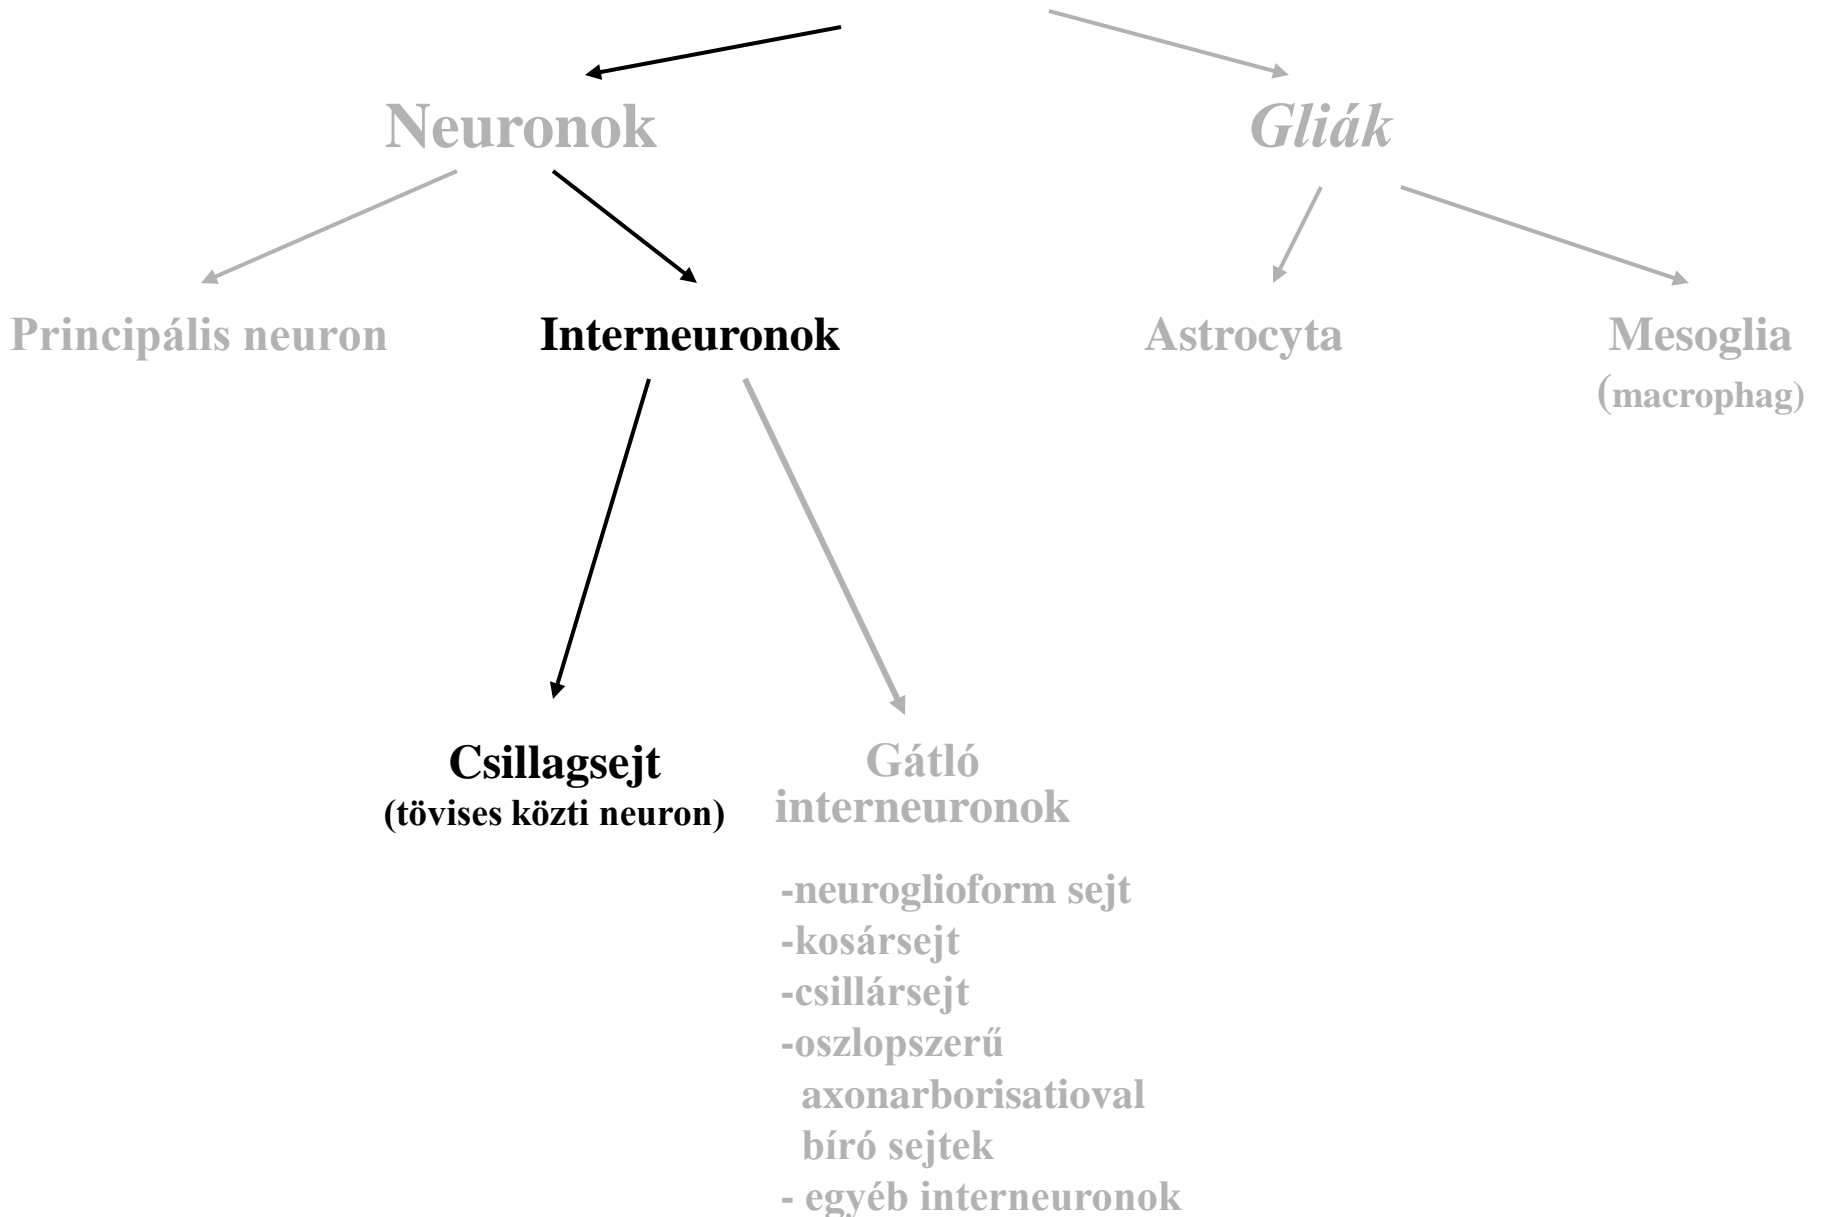 Neuronok
Gliák
Principális neuron
Interneuronok
Astrocyta
Mesoglia
(macrophag)
Csillagsejt
(tövises közti neuron)
Gátló
interneuronok
-neuroglioform sejt
-kosársejt
-csillársejt
-oszlopszerű
axonarborisatioval
bíró sejtek
- egyéb interneuronok